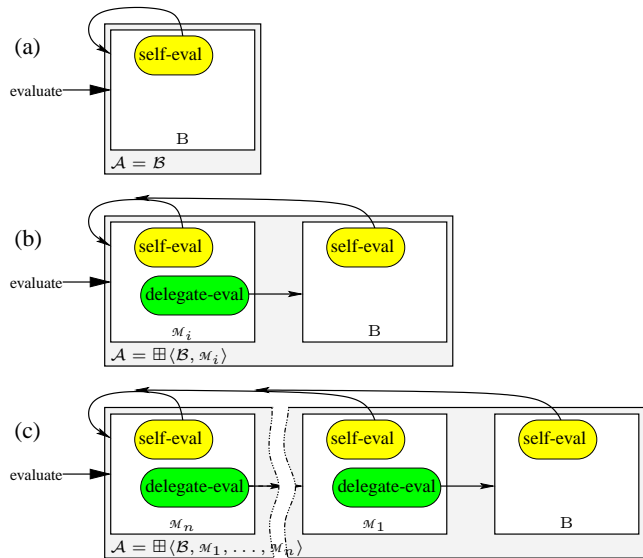 (a)
self-eval
evaluate
B
𝒜 = ℬ
(b)
self-eval self-eval
evaluate
delegate-eval
ℳᵢ B
𝒜 = ⊞⟨ℬ, ℳᵢ⟩
(c)
self-eval self-eval self-eval
evaluate
delegate-eval delegate-eval
ℳₙ ℳ₁ B
𝒜 = ⊞⟨ℬ, ℳ₁, . . . , ℳₙ⟩